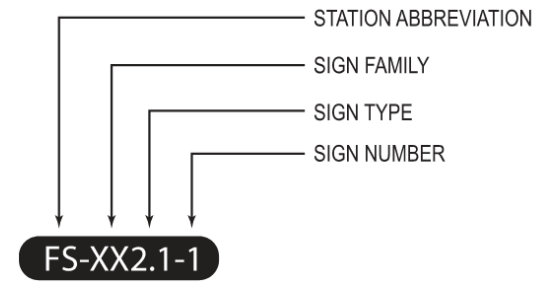 STATION ABBREVIATION
SIGN FAMILY
SIGN TYPE
SIGN NUMBER
FS-XX2.1-1